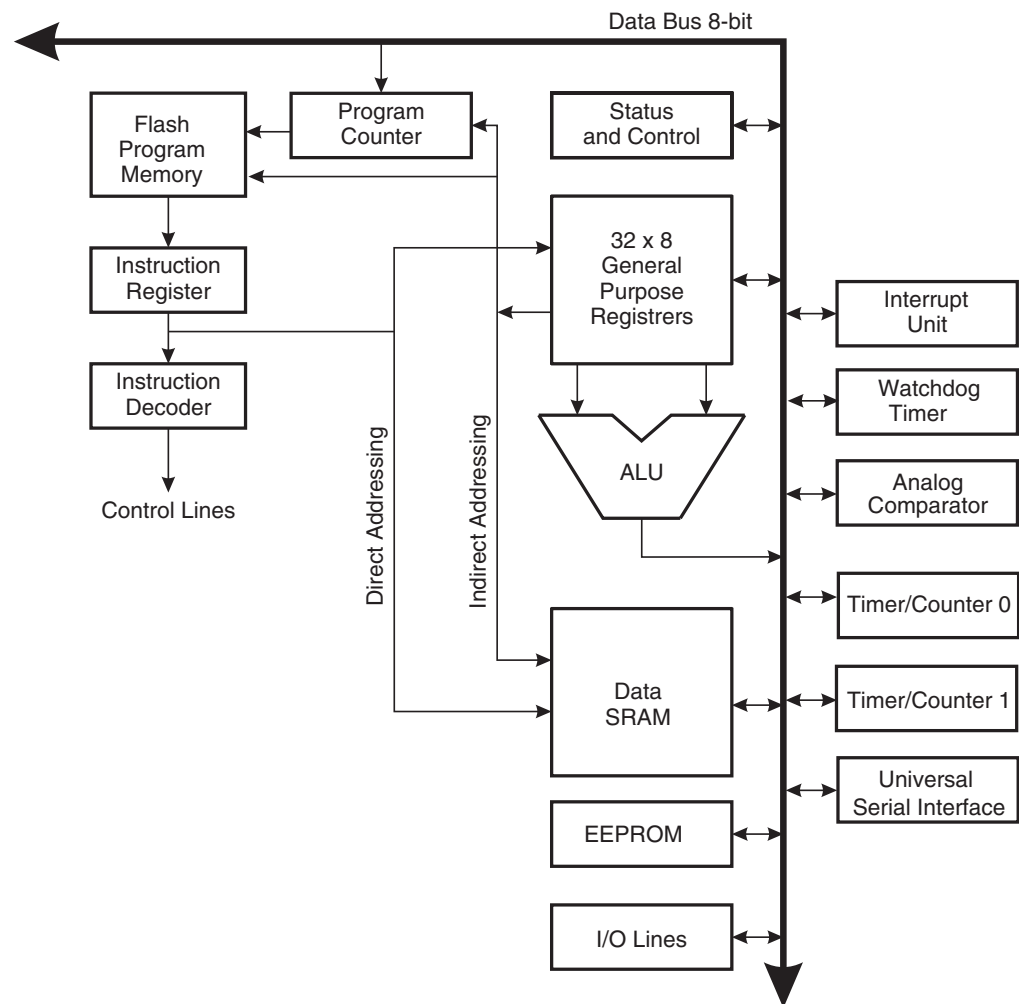 Data Bus 8-bit
Flash
Program
Memory
Program
Counter
Status
and Control
Instruction
Register
32 x 8
General
Purpose
Registrers
Interrupt
Unit
Instruction
Decoder
Watchdog
Timer
Control Lines
Direct Addressing
Indirect Addressing
ALU
Analog
Comparator
Timer/Counter 0
Data
SRAM
Timer/Counter 1
Universal
Serial Interface
EEPROM
I/O Lines